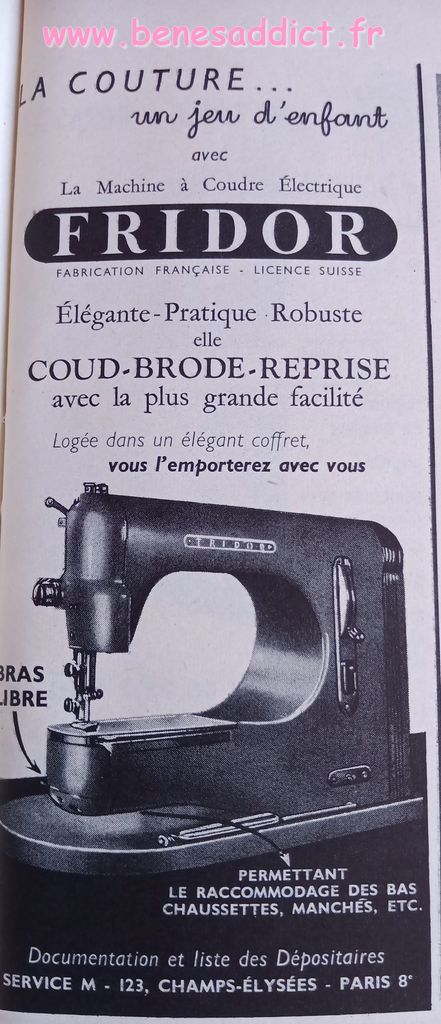 www.benesaddict.fr
LA COUTURE...
un jeu d'enfant
avec
La Machine à Coudre Électrique
FRIDOR
FABRICATION FRANÇAISE - LICENCE SUISSE
Élégante-Pratique Robuste
elle
COUD-BRODE-REPRISE
avec la plus grande facilité
Logée dans un élégant coffret,
vous l'emporterez avec vous
FRIDOR
BRAS
LIBRE
PERMETTANT
LE RACCOMMODAGE DES BAS
CHAUSSETTES, MANCHÉS, ETC.
Documentation et liste des Dépositaires
SERVICE M - 123, CHAMPS-ÉLYSÉES - PARIS 8e